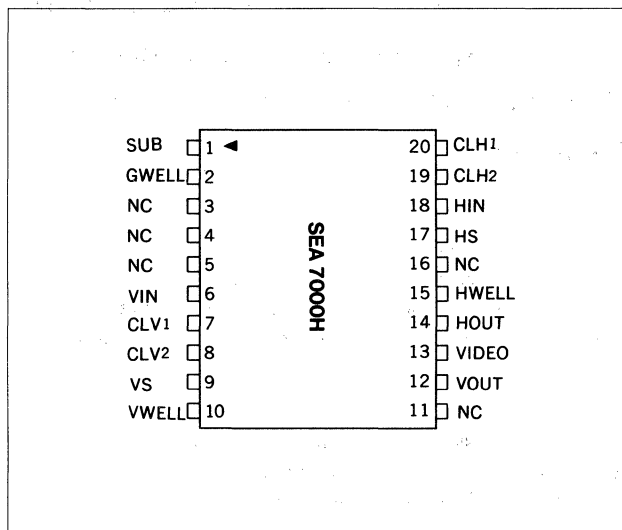 SUB 1 20 CLH1
GWELL 2 19 CLH2
NC 3 18 HIN
NC 4 17 HS
NC 5 16 NC
VIN 6 15 HWELL
CLV1 7 14 HOUT
CLV2 8 13 VIDEO
VS 9 12 VOUT
VWELL 10 11 NC
SEA 7000H